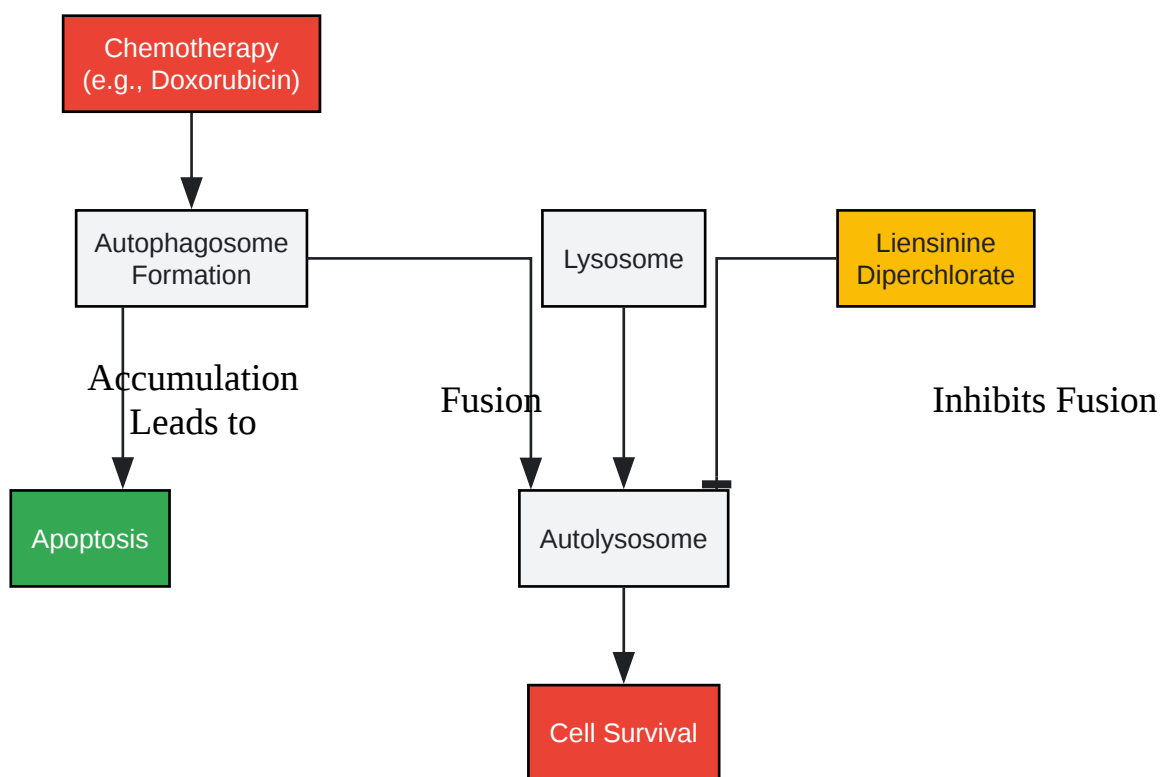 Chemotherapy
(e.g., Doxorubicin)
Autophagosome
Formation
Lysosome
Liensinine
Diperchlorate
Accumulation
Leads to
Fusion
Inhibits Fusion
Apoptosis
Autolysosome
Cell Survival